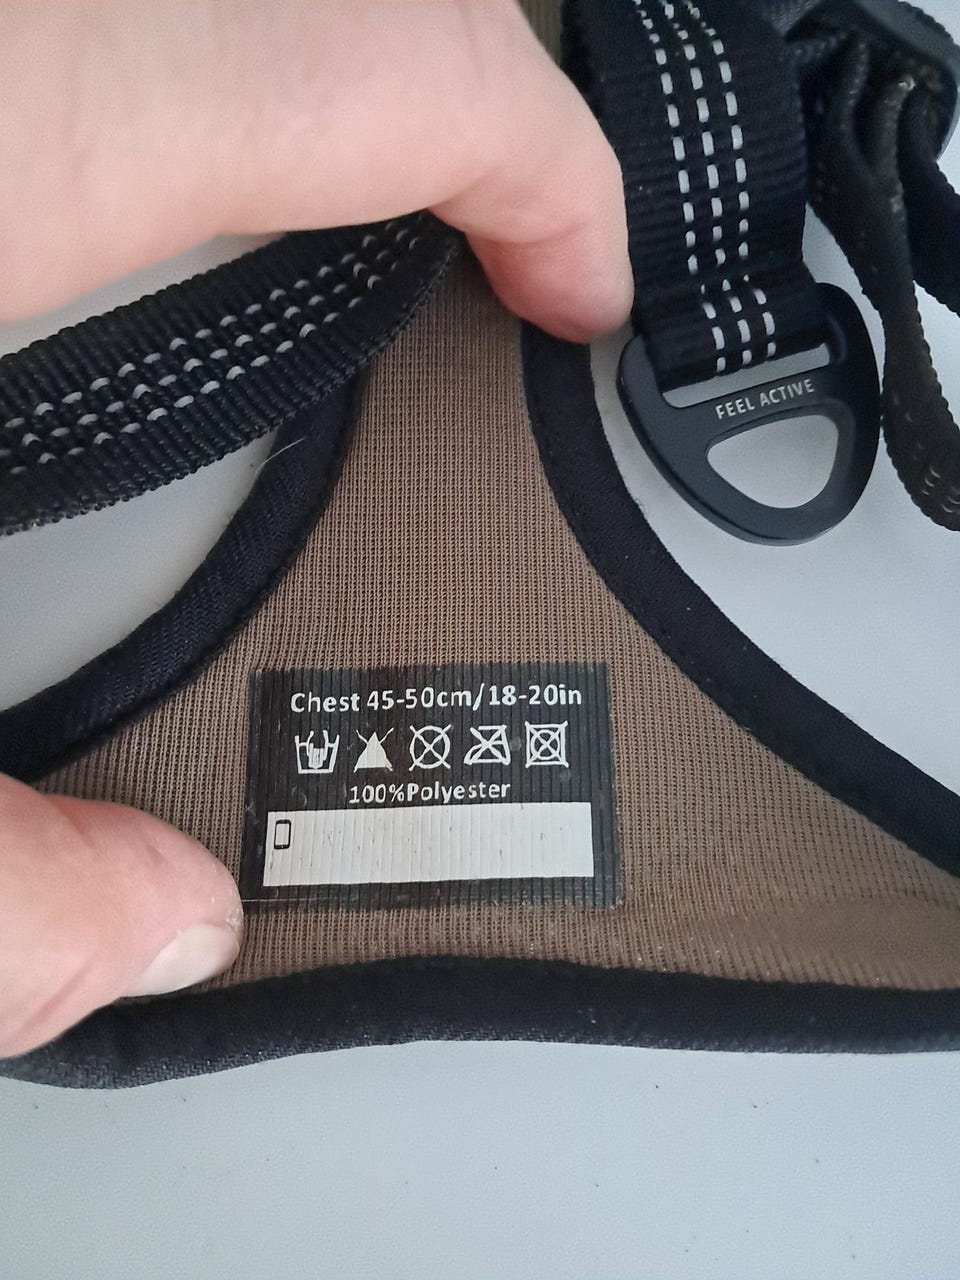 FEEL ACTIVE
Chest 45-50cm/18-20in
100%Polyester